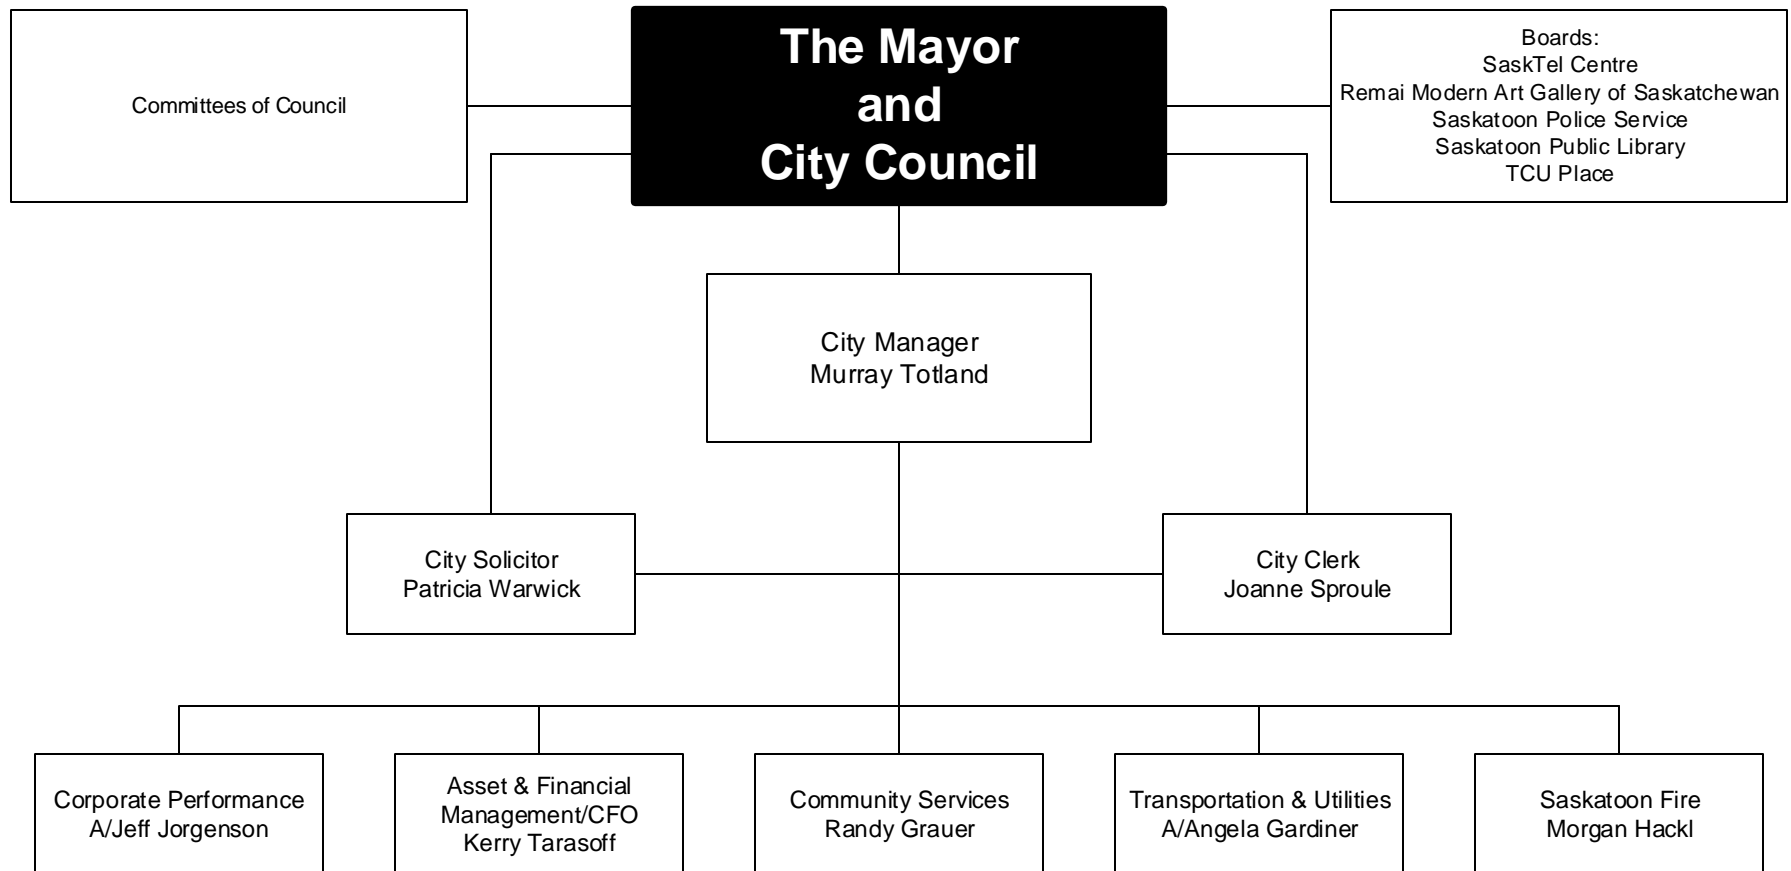 Committees of Council
The Mayor
and
City Council
Boards:
SaskTel Centre
Remai Modern Art Gallery of Saskatchewan
Saskatoon Police Service
Saskatoon Public Library
TCU Place
City Manager
Murray Totland
City Solicitor
Patricia Warwick
City Clerk
Joanne Sproule
Corporate Performance
A/Jeff Jorgenson
Asset & Financial
Management/CFO
Kerry Tarasoff
Community Services
Randy Grauer
Transportation & Utilities
A/Angela Gardiner
Saskatoon Fire
Morgan Hackl